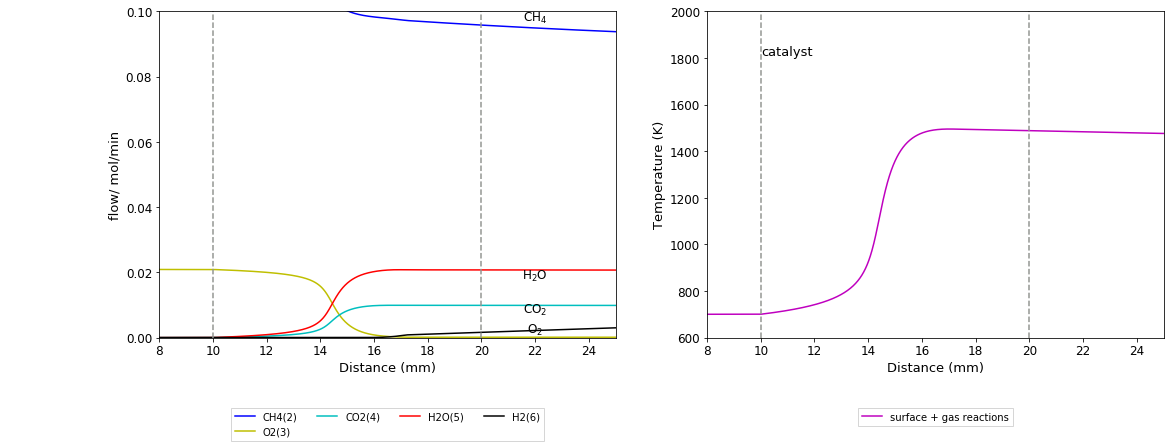 0.10
0.08
0.06
0.04
0.02
0.00
flow/ mol/min
CH₄
H₂O
CO₂
O₂
8 10 12 14 16 18 20 22 24
Distance (mm)
CH4(2) CO2(4) H2O(5) H2(6)
O2(3)
2000
1800
1600
1400
1200
1000
800
600
Temperature (K)
catalyst
8 10 12 14 16 18 20 22 24
Distance (mm)
surface + gas reactions